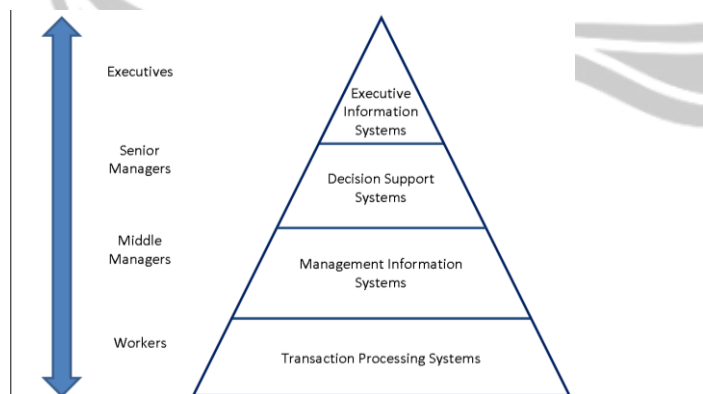 Executives
Executive
Information
Systems
Senior
Managers
Decision Support
Systems
Middle
Managers
Management Information
Systems
Workers
Transaction Processing Systems